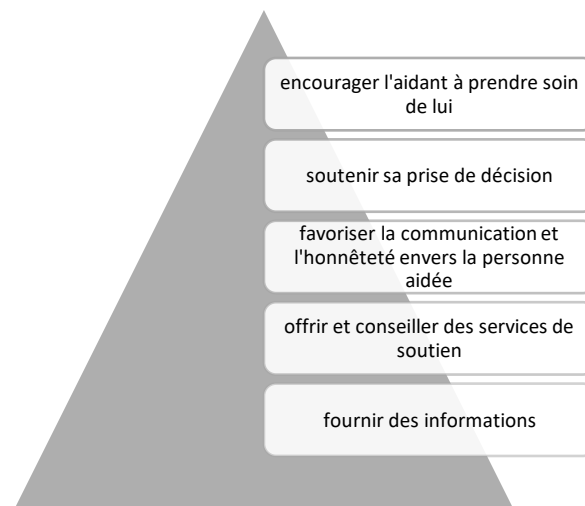 encourager l'aidant à prendre soin
de lui
soutenir sa prise de décision
favoriser la communication et
l'honnêteté envers la personne
aidée
offrir et conseiller des services de
soutien
fournir des informations